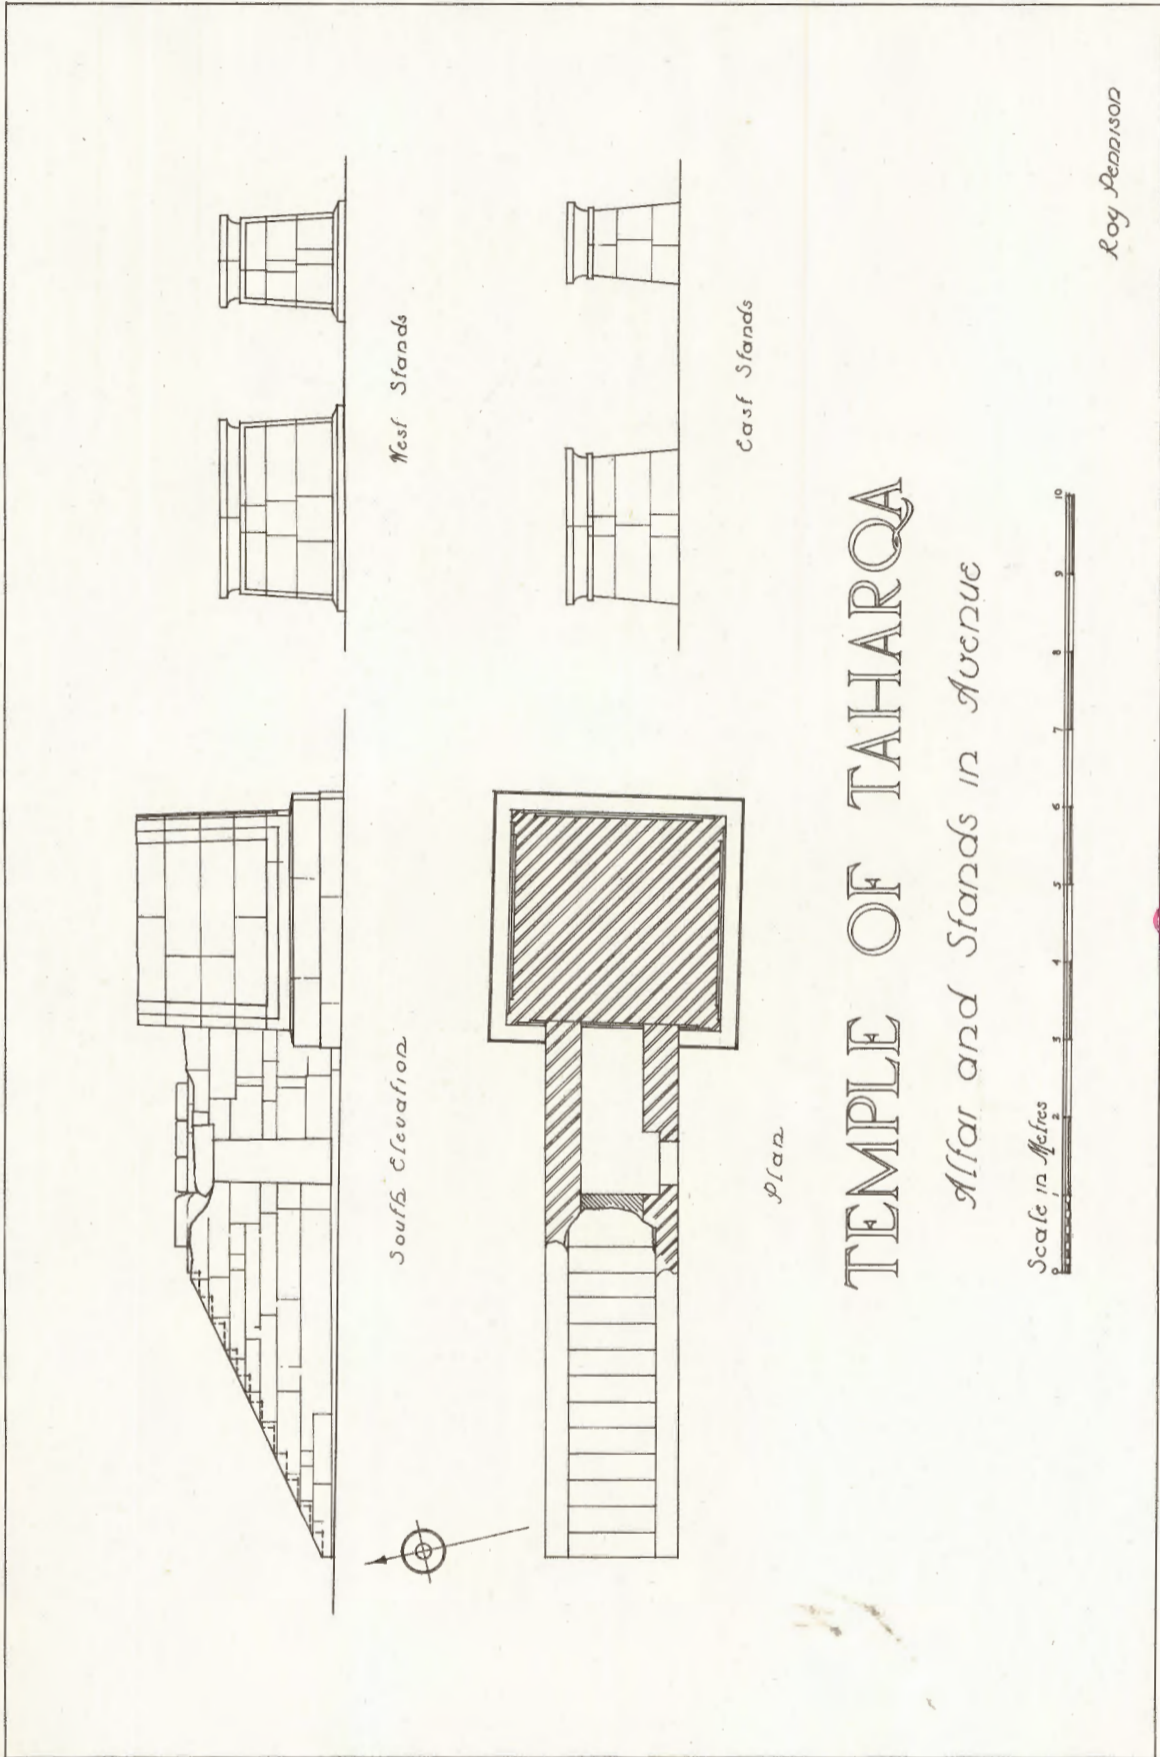 West Stands
East Stands
South Elevation
Plan
TEMPLE OF TAHARQA
Altar and Stands in Avenue
Scale in Metres
0 2 3 4 5 6 7 8 9 10
Roy Pennison